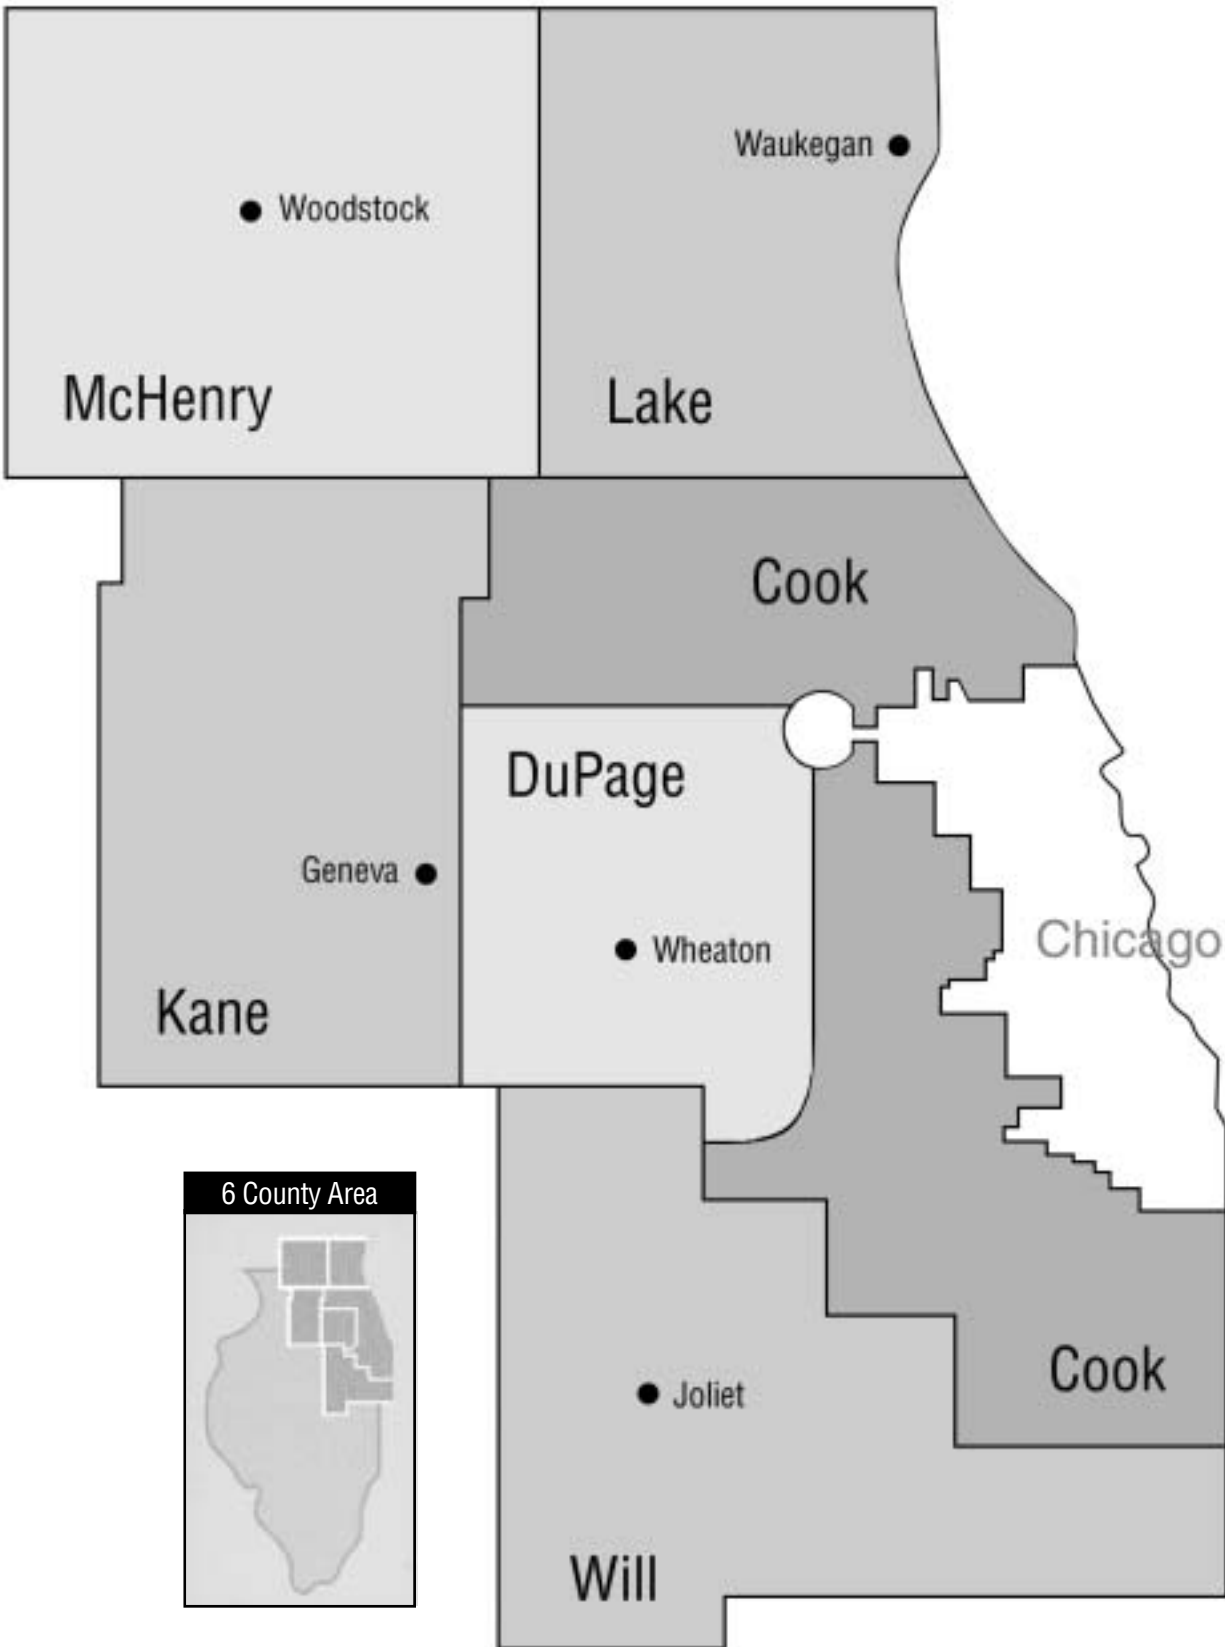 Waukegan
Woodstock
McHenry
Lake
Cook
DuPage
Geneva
Chicago
Wheaton
Kane
6 County Area
Cook
Joliet
Will